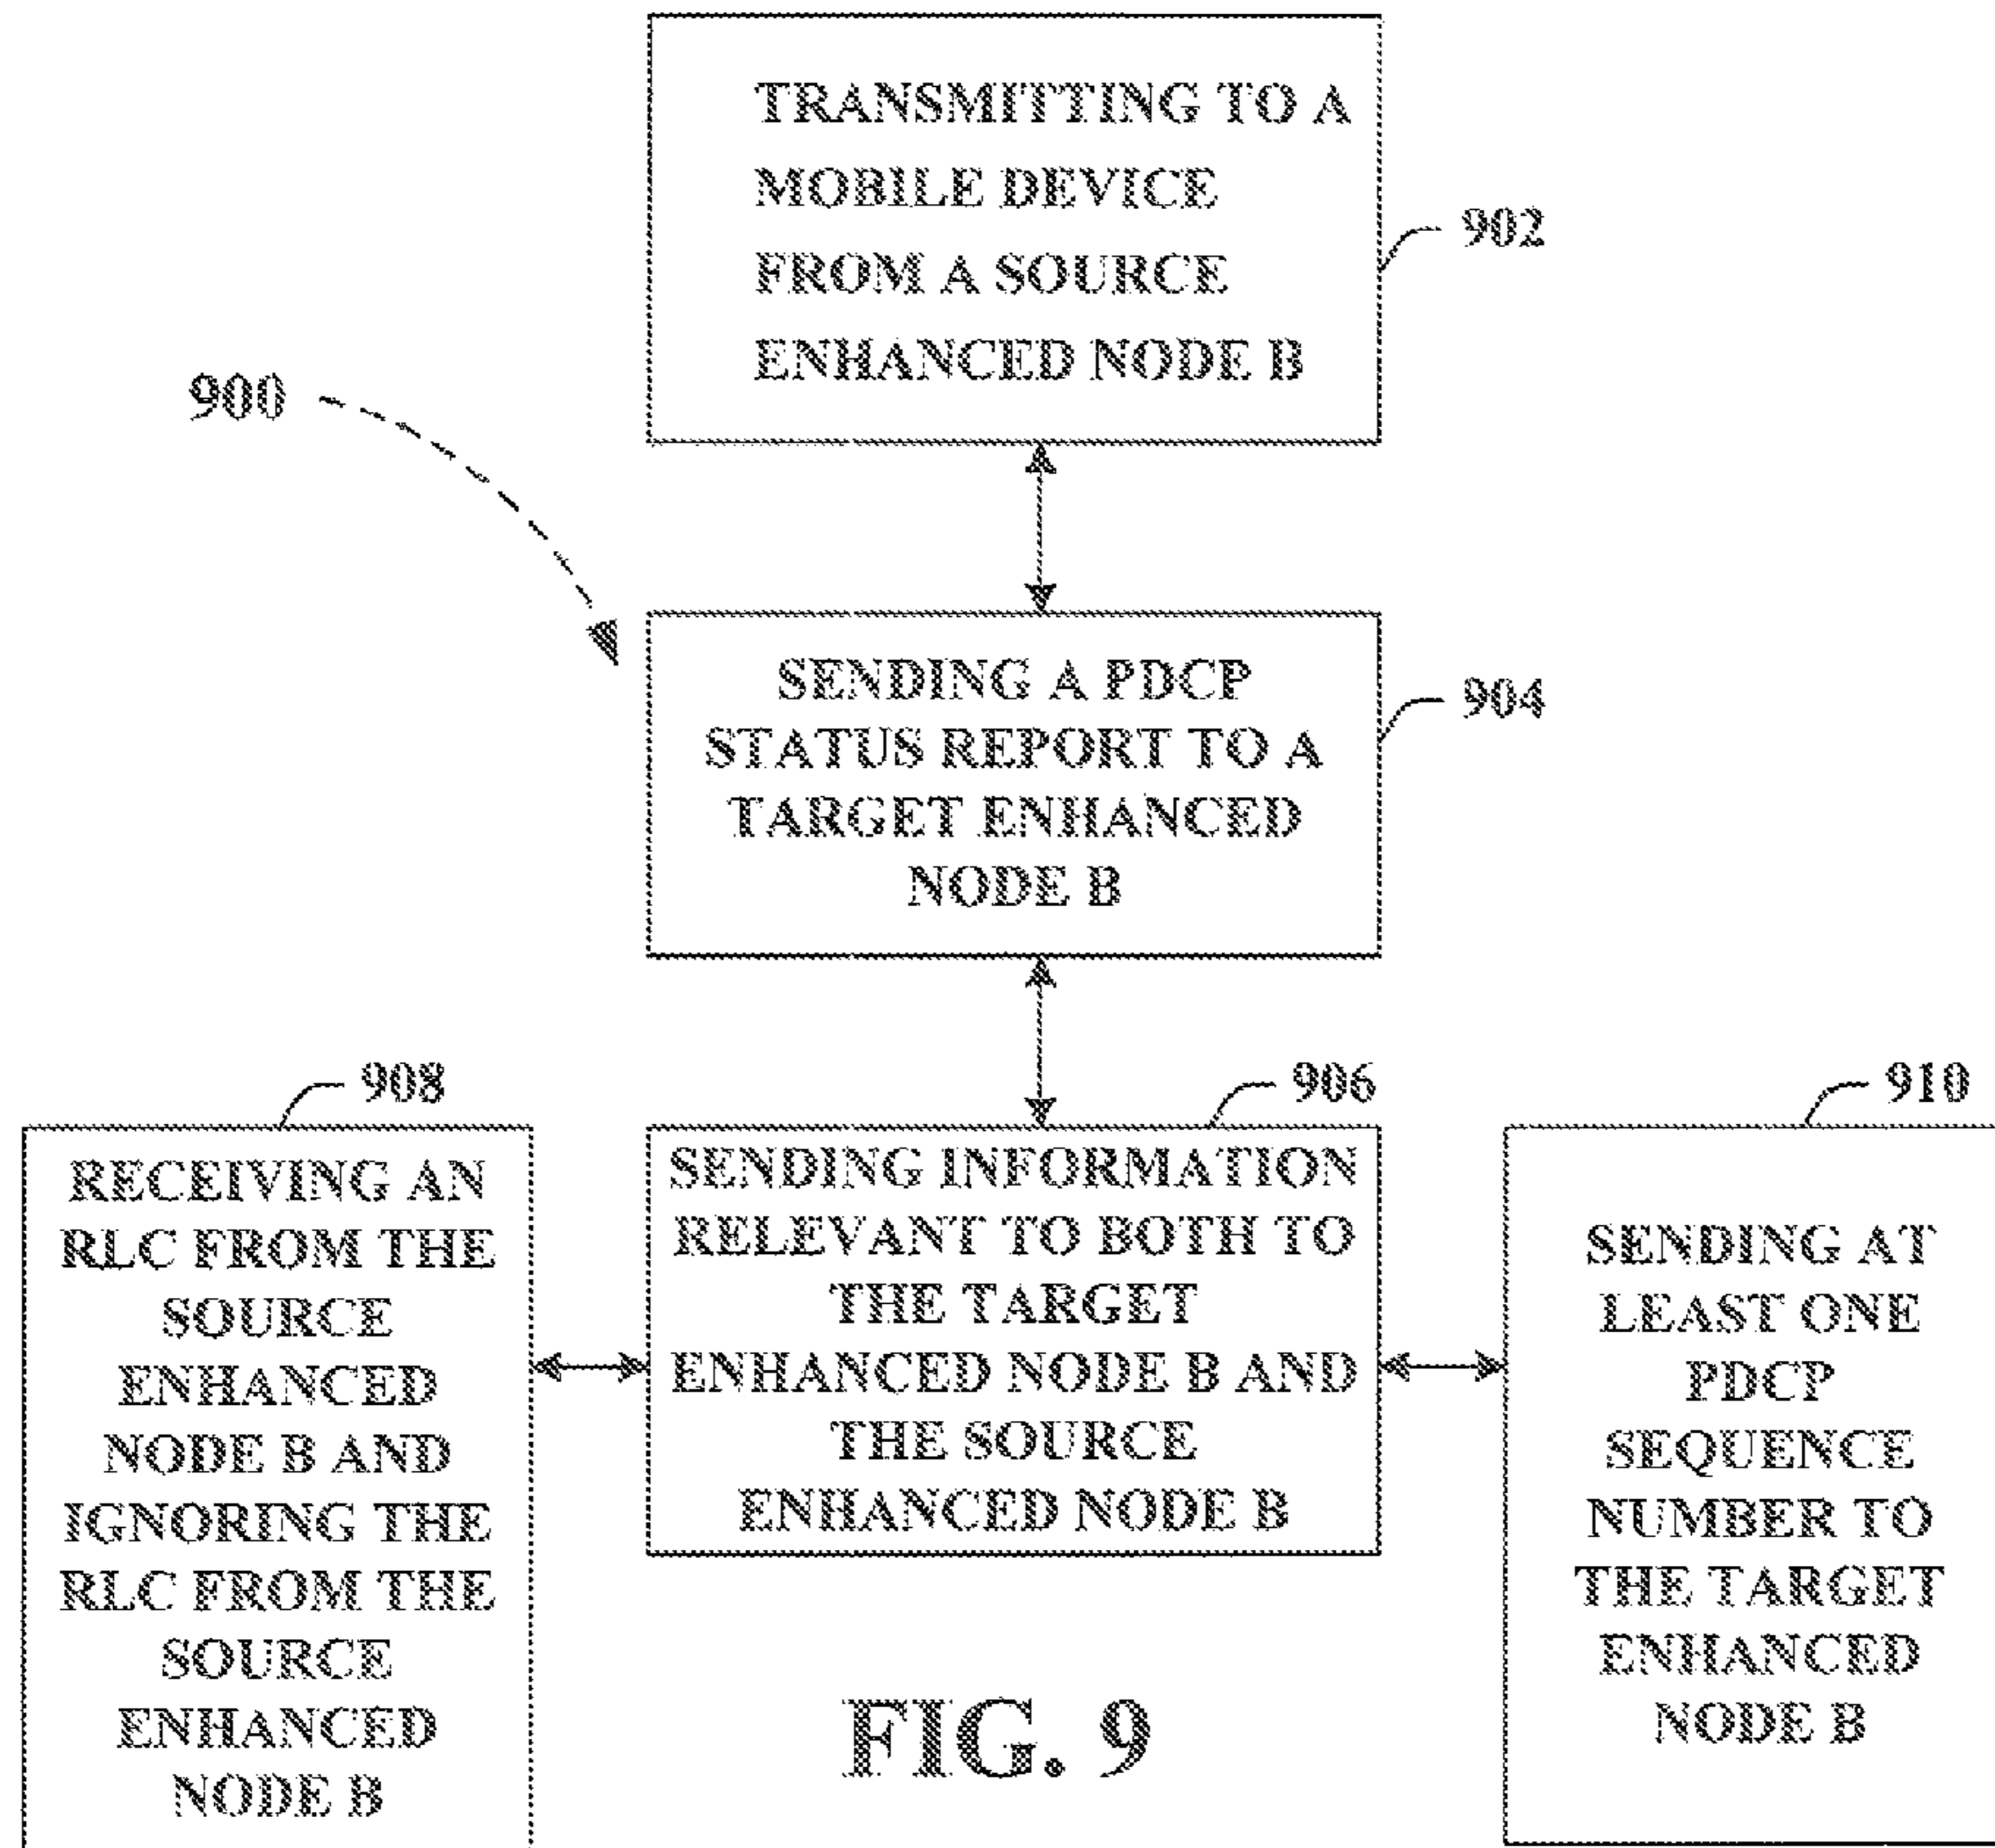 TRANSMITTING TO A
MOBILE DEVICE
FROM A SOURCE
ENHANCED NODE B
902
900
SENDING A PDCP
STATUS REPORT TO A
TARGET ENHANCED
NODE B
904
908
906
910
RECEIVING AN
RLC FROM THE
SOURCE
ENHANCED
NODE B AND
IGNORING THE
RLC FROM THE
SOURCE
ENHANCED
NODE B
SENDING INFORMATION
RELEVANT TO BOTH TO
THE TARGET
ENHANCED NODE B AND
THE SOURCE
ENHANCED NODE B
SENDING AT
LEAST ONE
PDCP
SEQUENCE
NUMBER TO
THE TARGET
ENHANCED
NODE B
FIG. 9